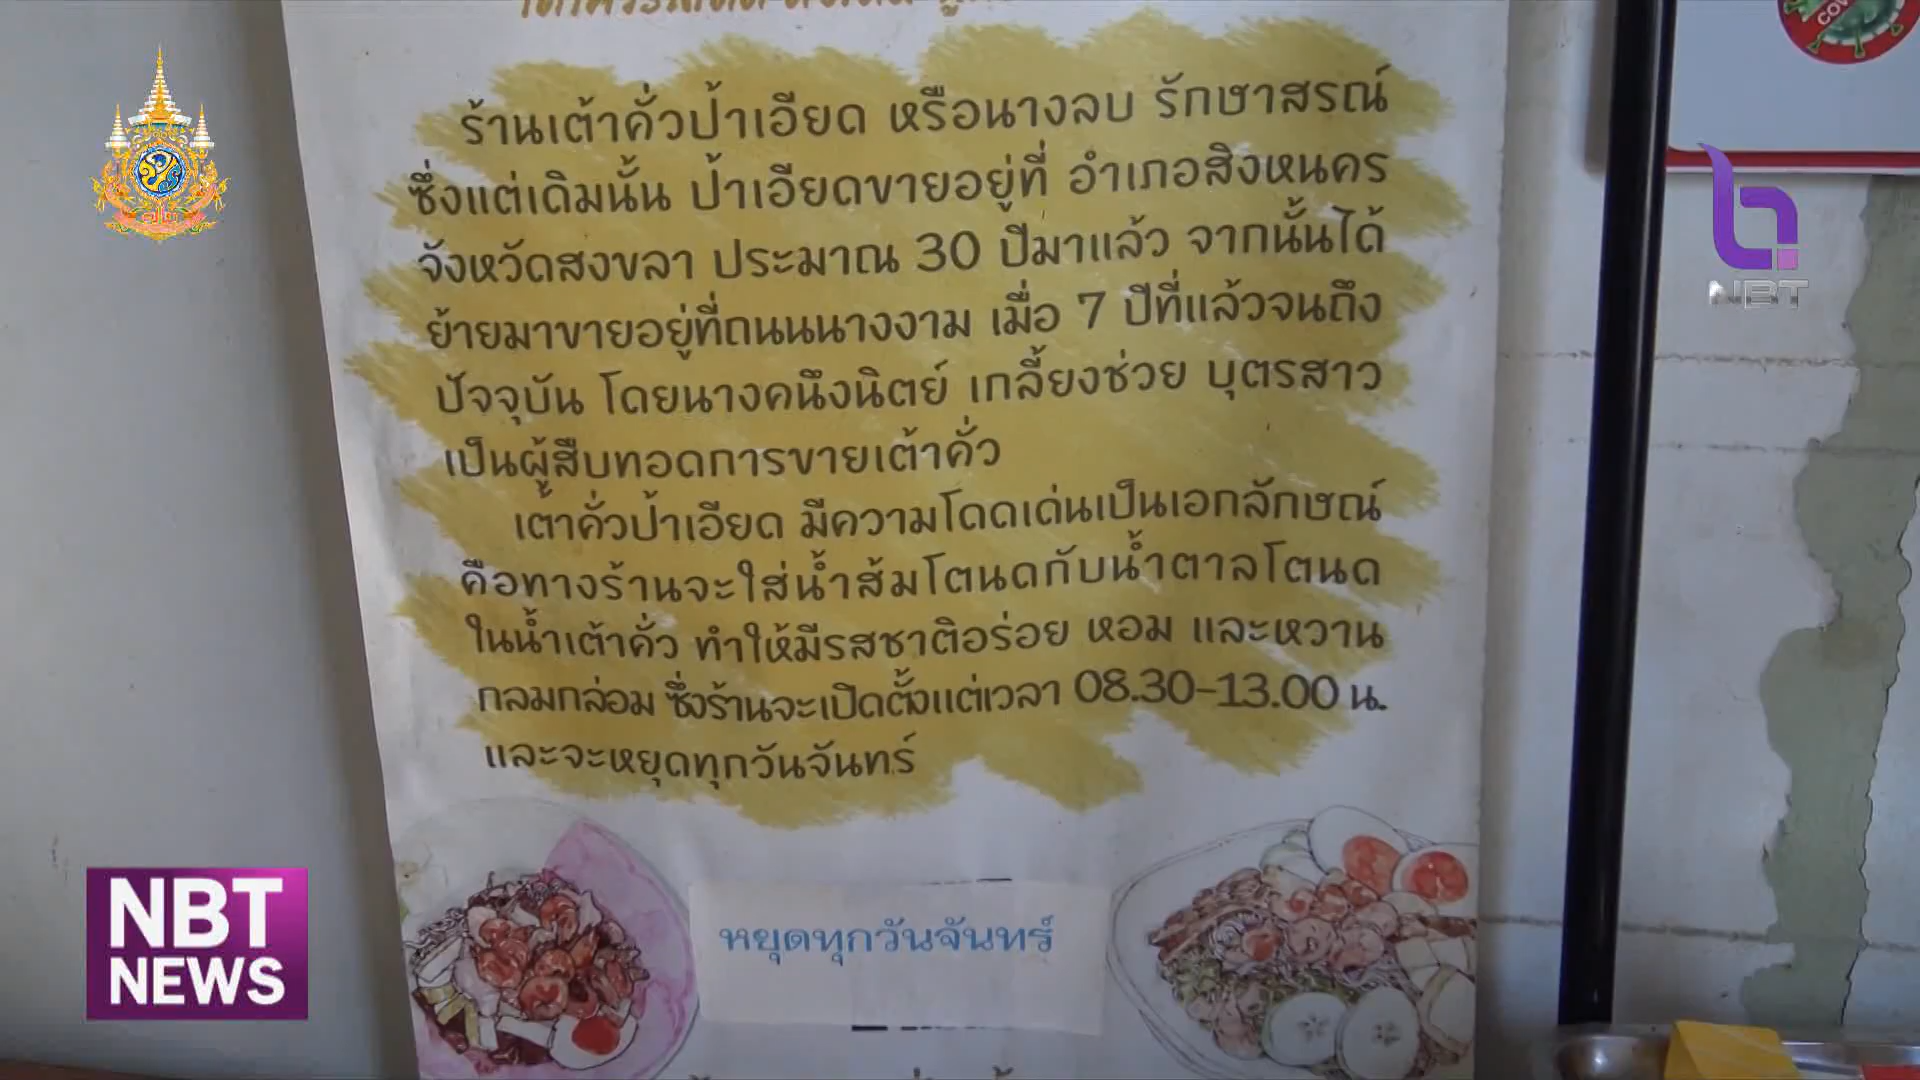 COV
ร้านเต้าคั่วป้าเอียด หรือนางลบ รักษาสรณ์
ซึ่งแต่เดิมนั้น ป้าเอียดขายอยู่ที่ อำเภอสิงหนคร
จังหวัดสงขลา ประมาณ 30 ปีมาแล้ว จากนั้นได้
ย้ายมาขายอยู่ที่ถนนนางงาม เมื่อ 7 ปีที่แล้วจนถึง
ปัจจุบัน โดยนางคนึงนิตย์ เกลี้ยงช่วย บุตรสาว
เป็นผู้สืบทอดการขายเต้าคั่ว
เต้าคั่วป้าเอียด มีความโดดเด่นเป็นเอกลักษณ์
คือทางร้านจะใส่น้ำส้มโตนดกับน้ำตาลโตนด
ในน้ำเต้าคั่ว ทำให้มีรสชาติอร่อย หอม และหวาน
กลมกล่อม ซึ่งร้านจะเปิดตั้งแต่เวลา 08.30-13.00 น.
และจะหยุดทุกวันจันทร์
หยุดทุกวันจันทร์
NBT
NBT
NEWS